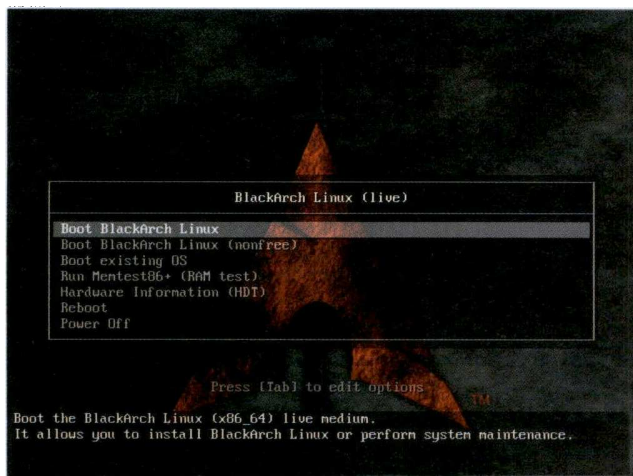 BlackArch Linux (live)
Boot BlackArch Linux
Boot BlackArch Linux (nonfree)
Boot existing OS
Run Memtest86+ (RAM test)
Hardware Information (HDT)
Reboot
Power Off
Press [Tab] to edit options
TM
Boot the BlackArch Linux (x86_64) live medium.
It allows you to install BlackArch Linux or perform system maintenance.